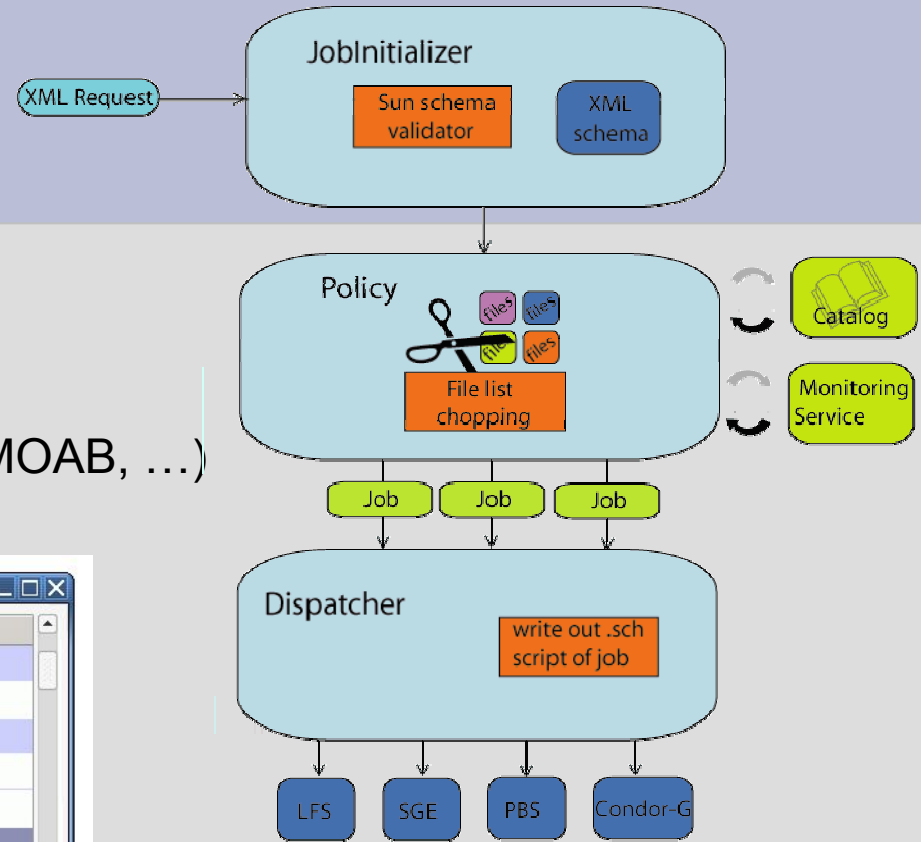 JobInitializer
XML Request
Sun schema
validator
XML
schema
Policy
files
files
files
files
File list
chopping
Catalog
Monitoring
Service
MOAB, …)
Job
Job
Job
Dispatcher
write out .sch
script of job
LFS
SGE
PBS
Condor-G